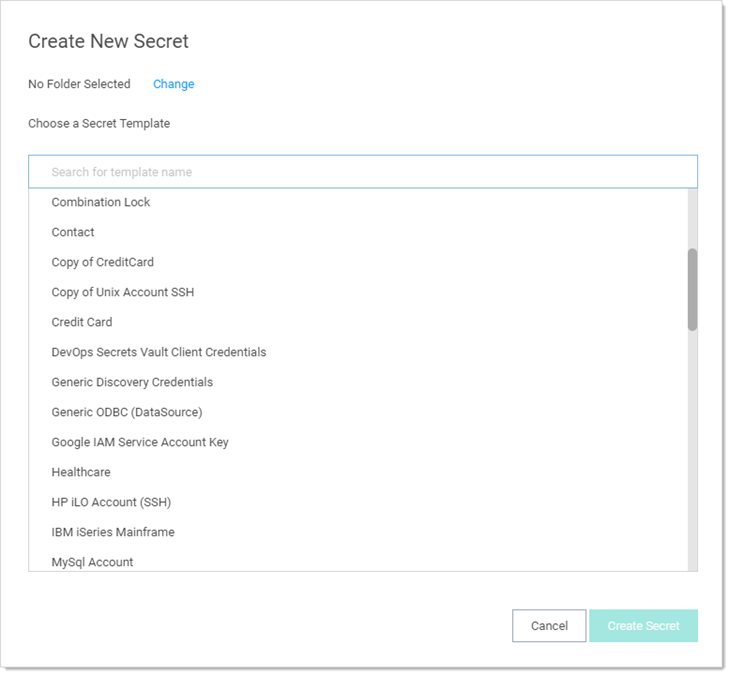 Create New Secret
No Folder Selected Change
Choose a Secret Template
Search for template name
Combination Lock
Contact
Copy of CreditCard
Copy of Unix Account SSH
Credit Card
DevOps Secrets Vault Client Credentials
Generic Discovery Credentials
Generic ODBC (DataSource)
Google IAM Service Account Key
Healthcare
HP iLO Account (SSH)
IBM iSeries Mainframe
MySql Account
Cancel Create Secret